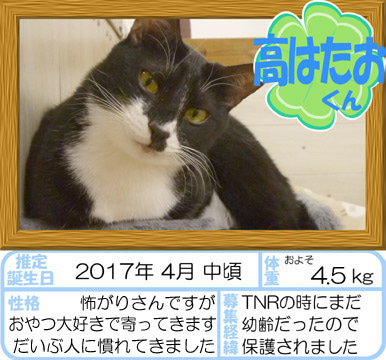 高はたお
くん
推定
誕生日
2017年 4月 中頃
体重
およそ
4.5 kg
性格
怖がりさんですが
おやつ大好きで寄ってきます
だいぶ人に慣れてきました
募集経緯
TNRの時にまだ
幼齢だったので
保護されました